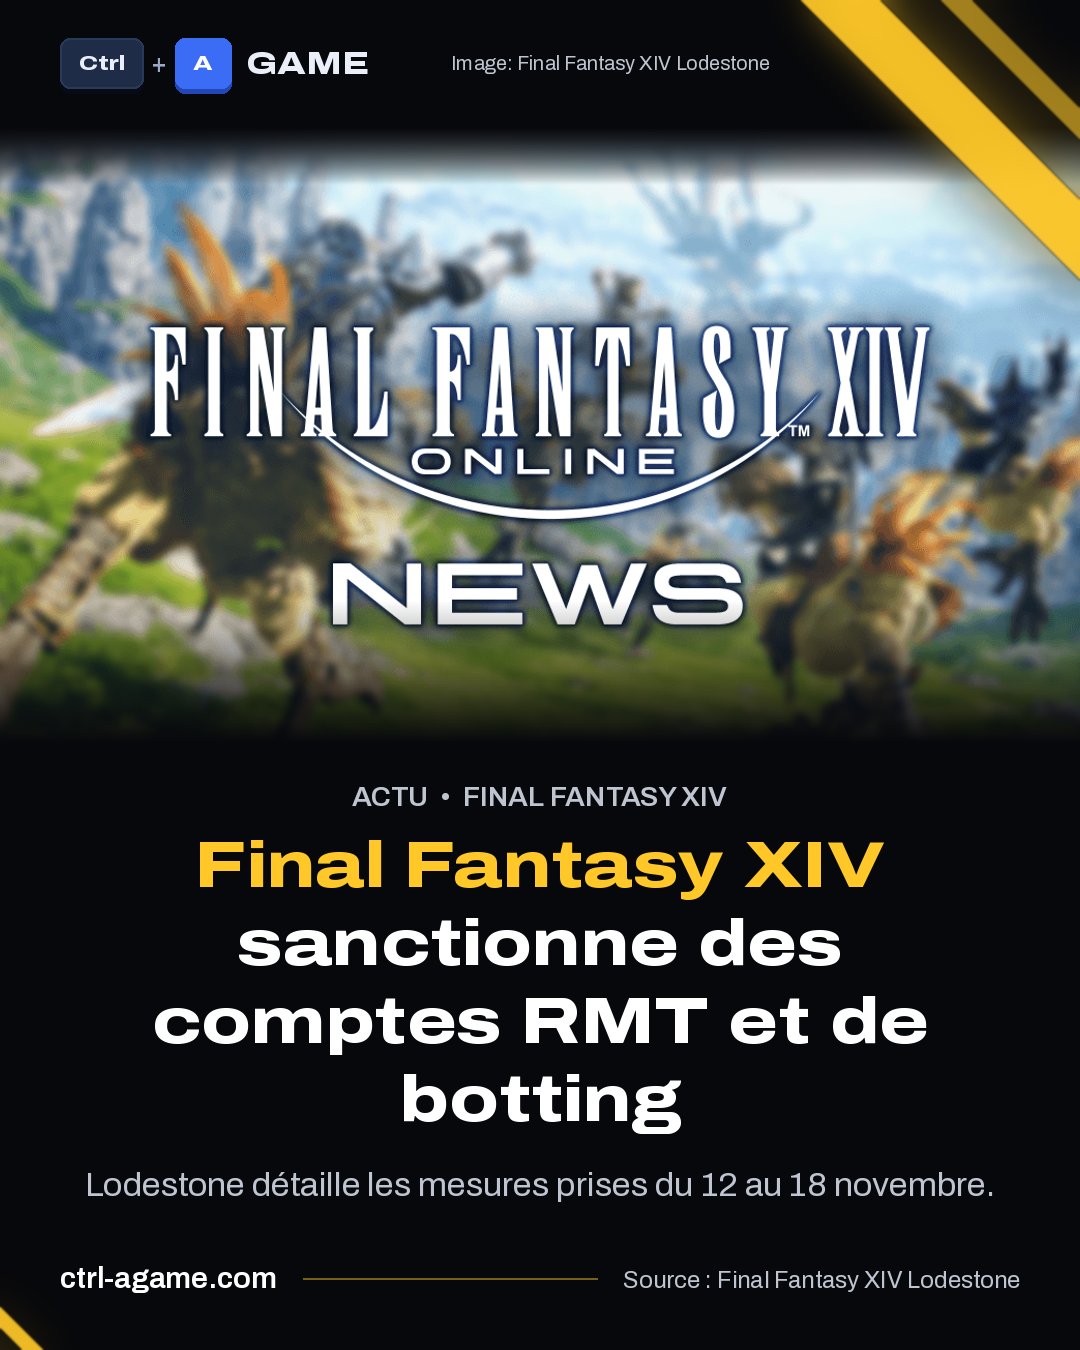 Ctrl + A GAME
Image: Final Fantasy XIV Lodestone
FINAL FANTASY XIV
TM
ONLINE
NEWS
ACTU • FINAL FANTASY XIV
Final Fantasy XIV
sanctionne des
comptes RMT et de
botting
Lodestone détaille les mesures prises du 12 au 18 novembre.
ctrl-agame.com
Source : Final Fantasy XIV Lodestone